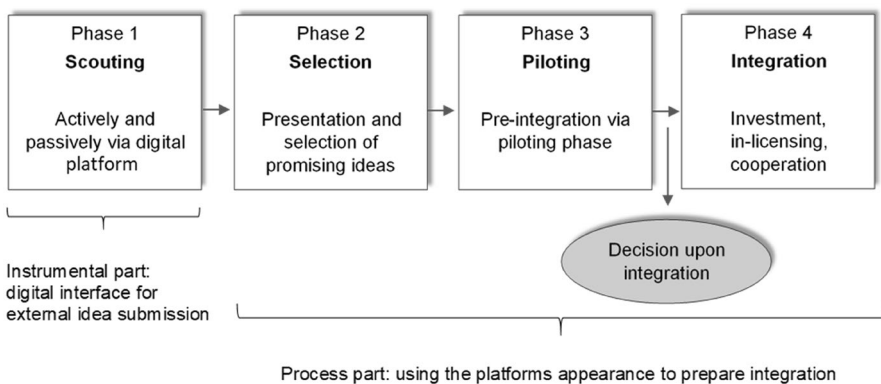 Phase 1
Scouting
Actively and
passively via digital
platform
Phase 2
Selection
Presentation and
selection of
promising ideas
Phase 3
Piloting
Pre-integration via
piloting phase
Phase 4
Integration
Investment,
in-licensing,
cooperation
Decision upon
integration
Instrumental part:
digital interface for
external idea submission
Process part: using the platforms appearance to prepare integration